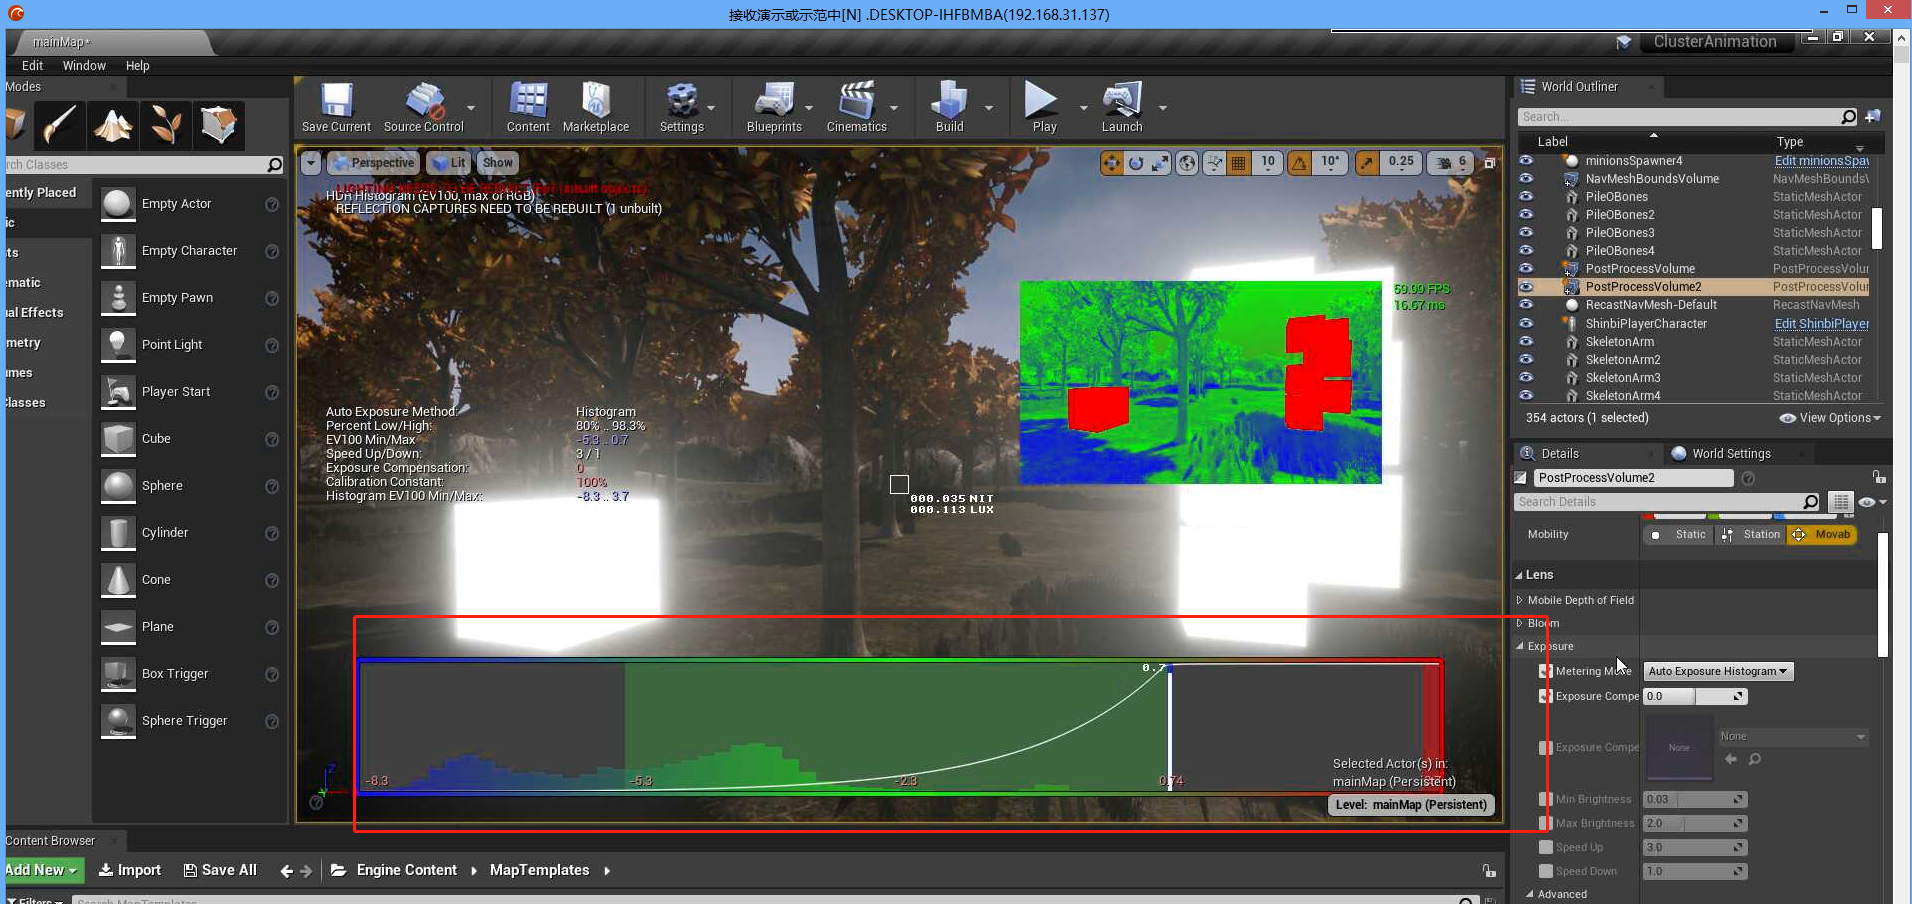 接收演示或示范中[N] .DESKTOP-IHFBMBA(192.168.31.137)
mainMap*
ClusterAnimation
Edit
Window
Help
Modes
rch Classes
ently Placed
ic
ts
ematic
ual Effects
metry
umes
Classes
Empty Actor
Empty Character
Empty Pawn
Point Light
Player Start
Cube
Sphere
Cylinder
Cone
Plane
Box Trigger
Sphere Trigger
Save Current
Source Control
Content
Marketplace
Settings
Blueprints
Cinematics
Build
Play
Launch
Perspective
Lit
Show
10
10°
0.25
6
LIGHTING NEEDS TO BE REBUILT
HDR Histogram (EV100, max of RGB)
REFLECTION CAPTURES NEED TO BE REBUILT (1 unbuilt)
59.99 FPS
16.67 ms
Auto Exposure Method: Histogram
Percent Low/High: 80% .. 98.3%
EV100 Min/Max -5.3 .. 0.7
Speed Up/Down: 3 / 1
Exposure Compensation: 0
Calibration Constant: 100%
Histogram EV100 Min/Max: -8.3 .. 3.7
000.035 NIT
000.113 LUX
0.7
-8.3
-5.3
-2.3
0.74
Selected Actor(s) in:
mainMap (Persistent)
Level: mainMap (Persistent)
Z
Content Browser
Add New
Import
Save All
Engine Content
MapTemplates
Filters
Search MapTemplates
World Outliner
Search...
Label
Type
minionsSpawner4 Edit minionsSpa
NavMeshBoundsVolume NavMeshBounds
PileOBones StaticMeshActor
PileOBones2 StaticMeshActor
PileOBones3 StaticMeshActor
PileOBones4 StaticMeshActor
PostProcessVolume PostProcessVolu
PostProcessVolume2 PostProcessVolu
RecastNavMesh-Default RecastNavMesh
ShinbiPlayerCharacter Edit ShinbiPlayer
SkeletonArm StaticMeshActor
SkeletonArm2 StaticMeshActor
SkeletonArm3 StaticMeshActor
SkeletonArm4 StaticMeshActor
354 actors (1 selected)
View Options
Details
World Settings
PostProcessVolume2
Search Details
Mobility
Static
Station
Movab
Lens
Mobile Depth of Field
Bloom
Exposure
Metering Mode Auto Exposure Histogram
Exposure Compe 0.0
Exposure Compe None None
Min Brightness 0.03
Max Brightness 2.0
Speed Up 3.0
Speed Down 1.0
Advanced